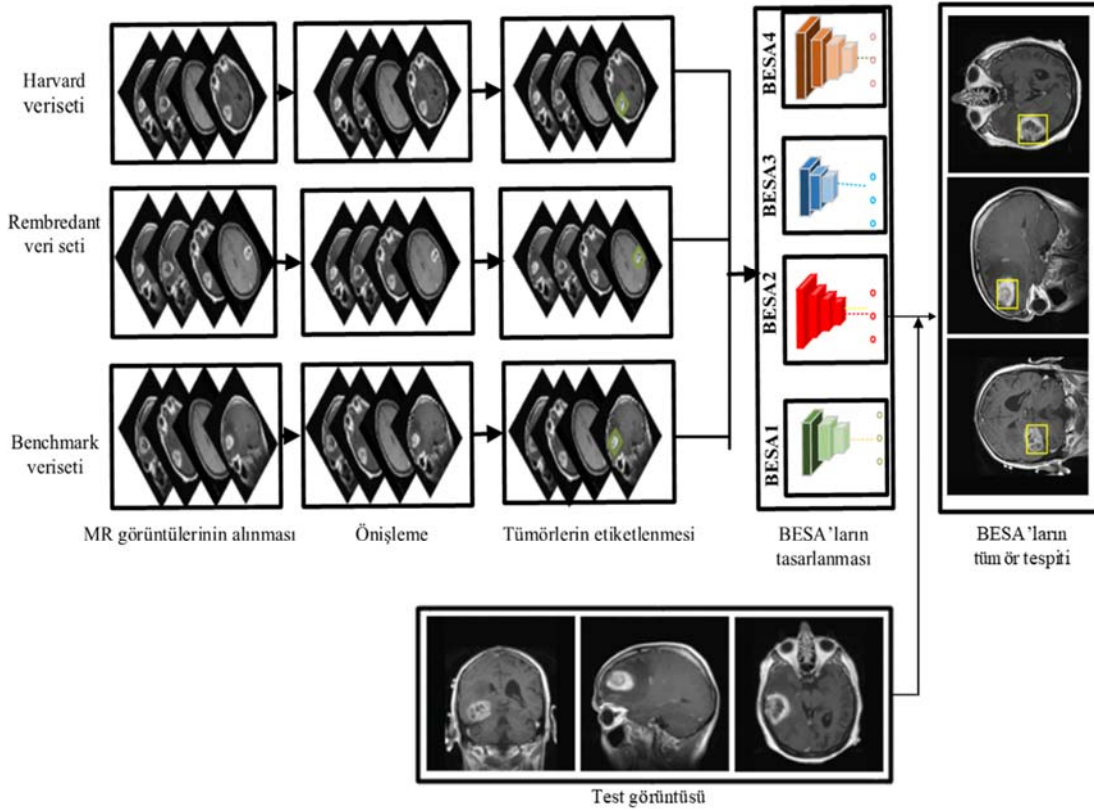 Harvard
veriseti
Rembredant
veri seti
Benchmark
veriseti
MR görüntülerinin alınması
Önişleme
Tümörlerin etiketlenmesi
BESA4
BESA3
BESA2
BESA1
BESA’ların
tasarlanması
BESA’ların
tümör tespiti
Test görüntüsü